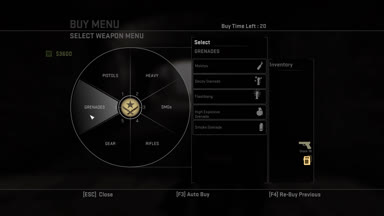 BUY MENU
Buy Time Left : 20
SELECT WEAPON MENU
$3600
PISTOLS
HEAVY
GRENADES
SMGs
GEAR
RIFLES
Select
GRENADES
Molotov
Decoy Grenade
Flashbang
High Explosive
Grenade
Smoke Grenade
Inventory
[ESC] Close
[F3] Auto Buy
[F4] Re-Buy Previous